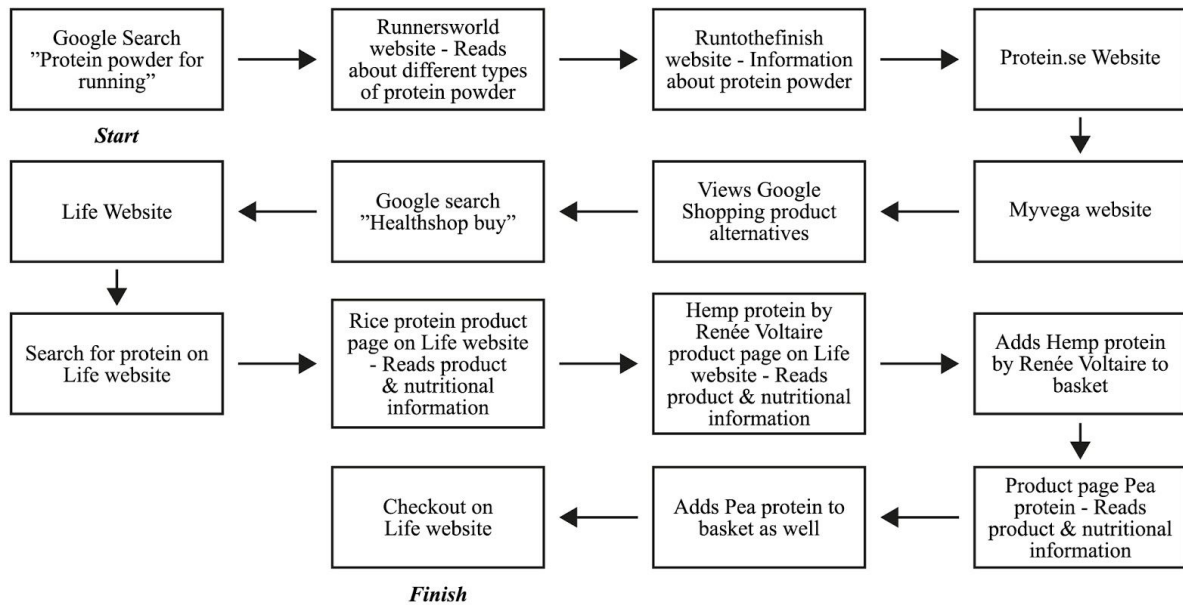 Google Search
”Protein powder for
running”
Start
Runnersworld
website - Reads
about different types
of protein powder
Runtothefinish
website - Information
about protein powder
Protein.se Website
Myvega website
Views Google
Shopping product
alternatives
Google search
”Healthshop buy”
Life Website
Search for protein on
Life website
Rice protein product
page on Life website
- Reads product
& nutritional
information
Hemp protein by
Renée Voltaire
product page on Life
website - Reads
product & nutritional
information
Adds Hemp protein
by Renée Voltaire to
basket
Product page Pea
protein - Reads
product & nutritional
information
Adds Pea protein to
basket as well
Checkout on
Life website
Finish